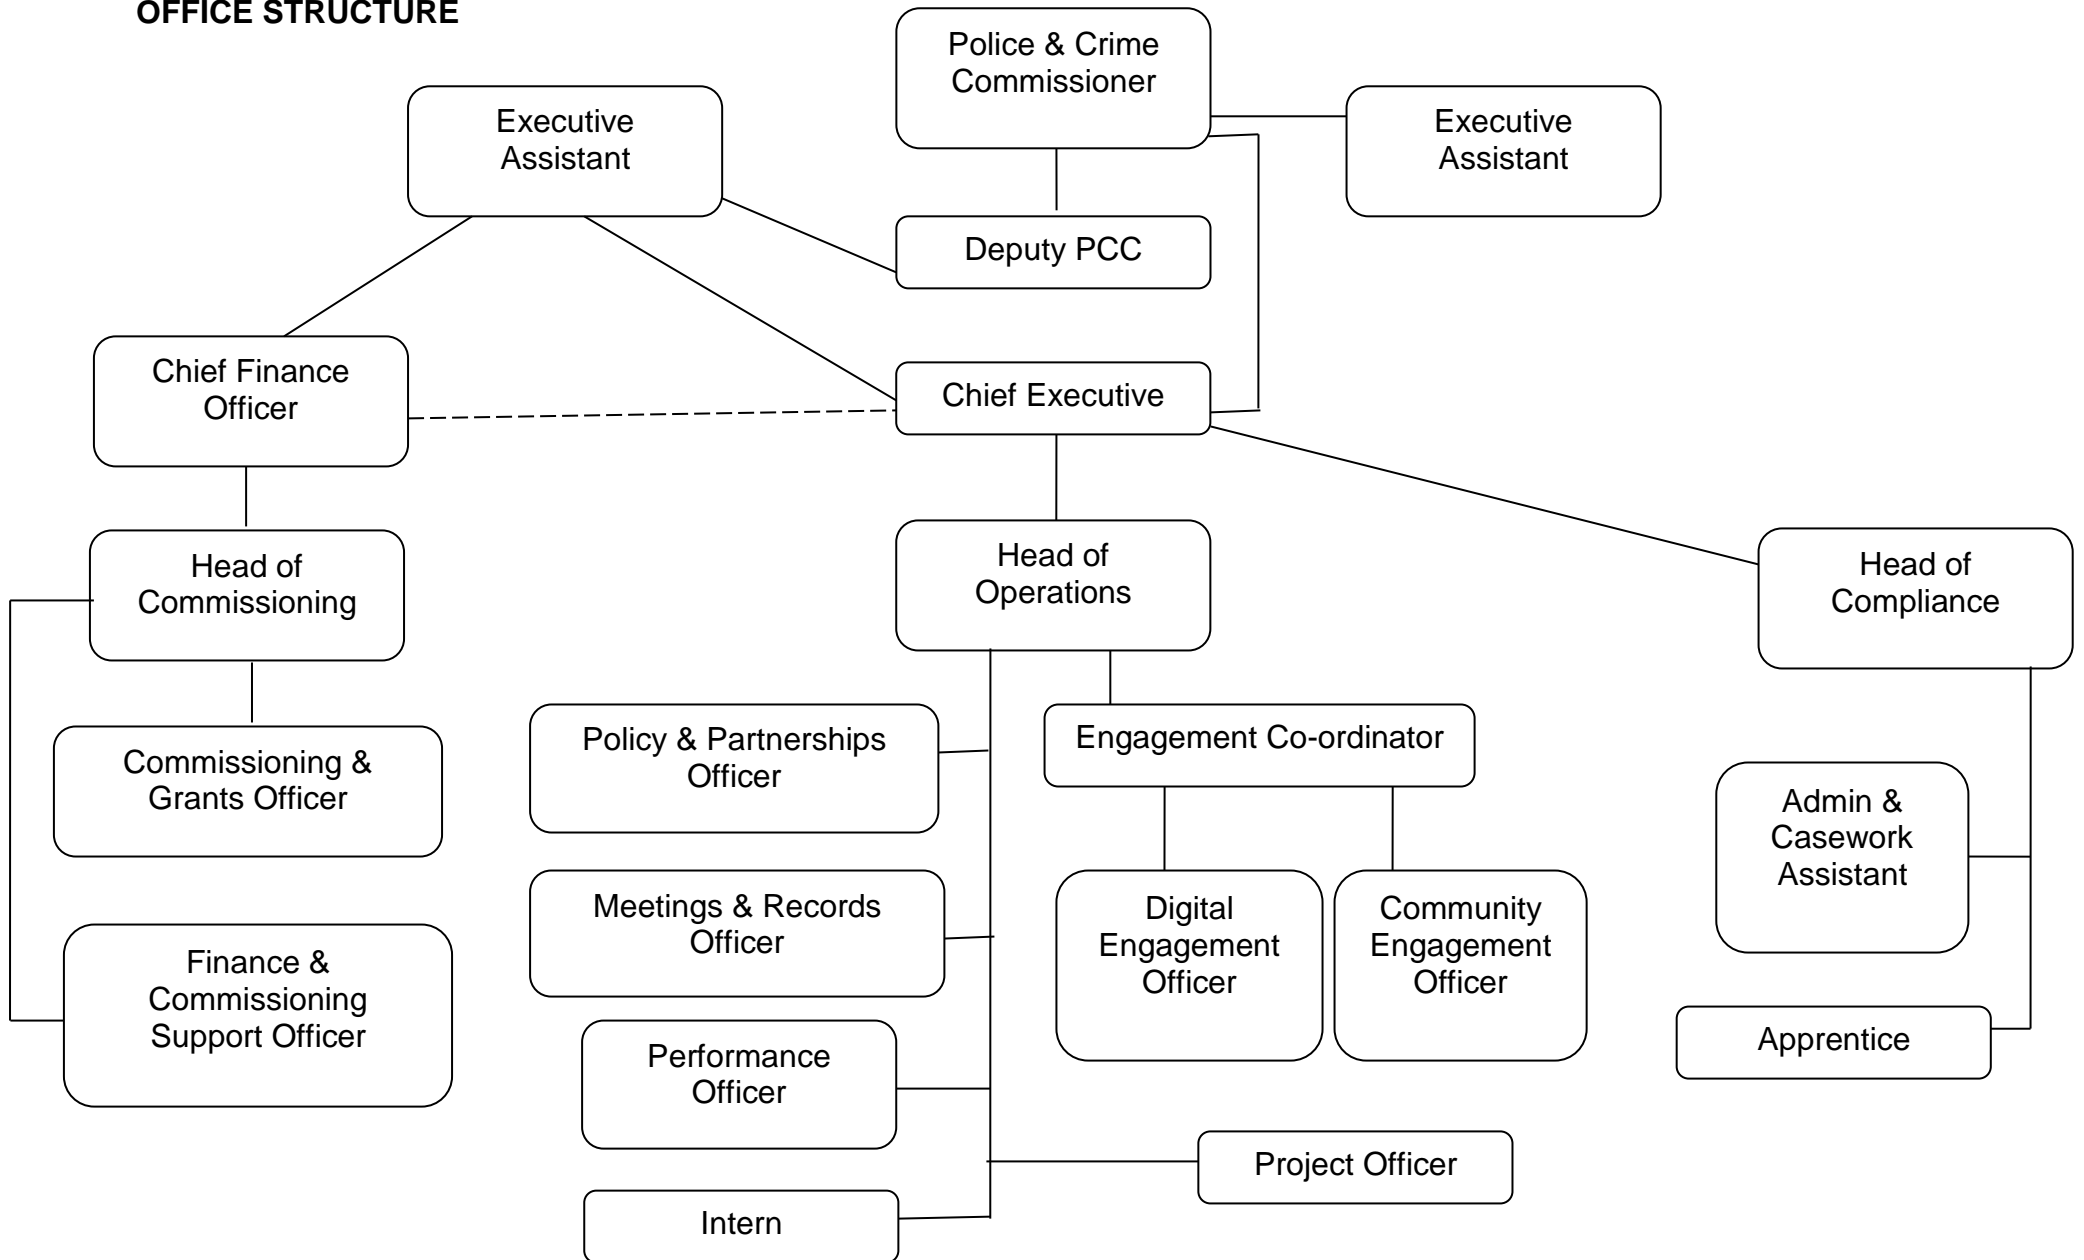 OFFICE STRUCTURE
Police & Crime
Commissioner
Executive
Assistant
Executive
Assistant
Deputy PCC
Chief Finance
Officer
Chief Executive
Head of
Commissioning
Head of
Operations
Head of
Compliance
Commissioning &
Grants Officer
Policy & Partnerships
Officer
Engagement Co-ordinator
Admin &
Casework
Assistant
Meetings & Records
Officer
Digital
Engagement
Officer
Community
Engagement
Officer
Finance &
Commissioning
Support Officer
Performance
Officer
Apprentice
Project Officer
Intern